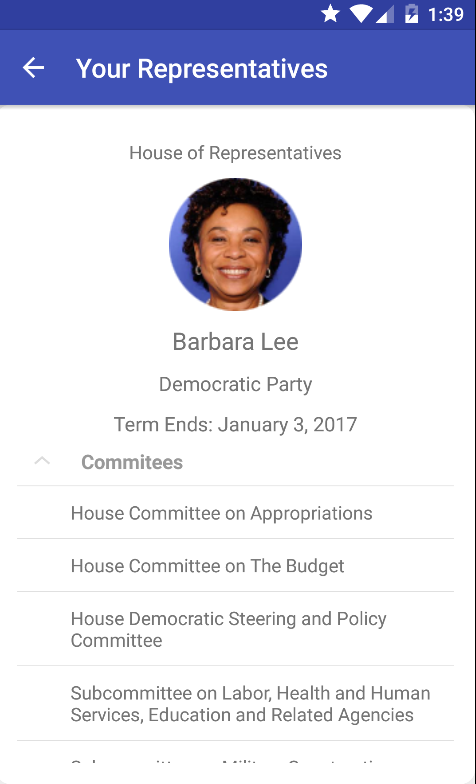 1:39
Your Representatives
House of Representatives
Barbara Lee
Democratic Party
Term Ends: January 3, 2017
Commitees
House Committee on Appropriations
House Committee on The Budget
House Democratic Steering and Policy
Committee
Subcommittee on Labor, Health and Human
Services, Education and Related Agencies